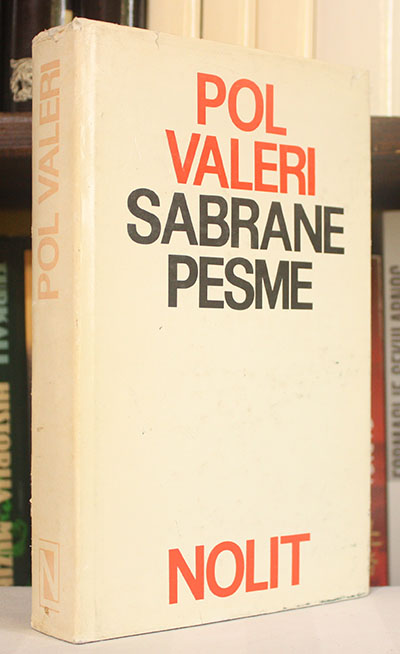 POL
VALERI
SABRANE
PESME
NOLIT
POL VALERI
N